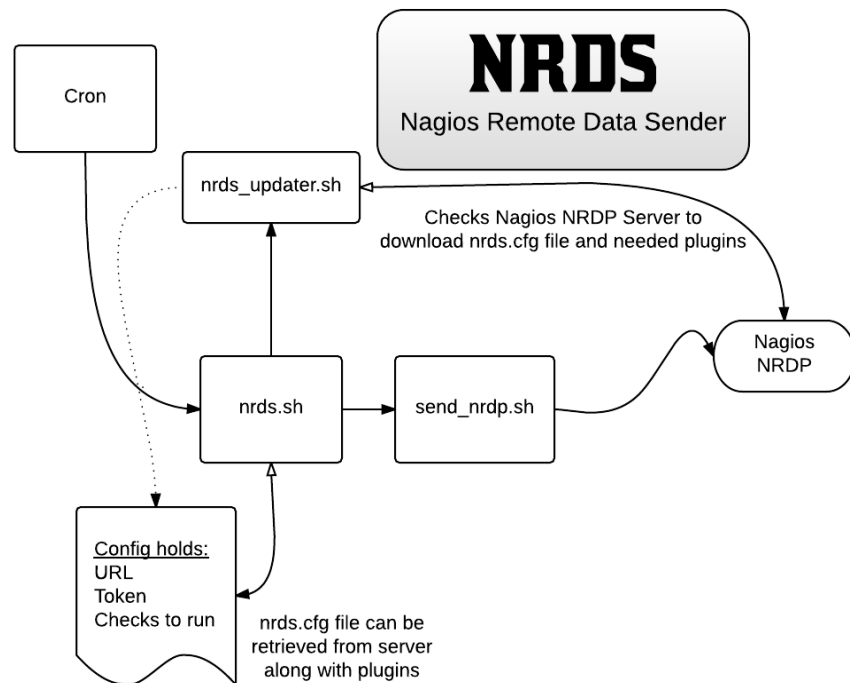 NRDS
Nagios Remote Data Sender
Cron
nrds_updater.sh
Checks Nagios NRDP Server to
download nrds.cfg file and needed plugins
Nagios
NRDP
nrds.sh
send_nrdp.sh
Config holds:
URL
Token
Checks to run
nrds.cfg file can be
retrieved from server
along with plugins